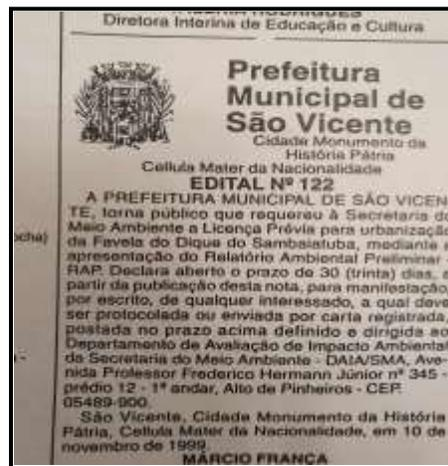 Diretora Interina de Educação e Cultura
Prefeitura
Municipal de
São Vicente
Cidade Monumento da
História Pátria
Cellula Mater da Nacionalidade
EDITAL Nº 122
A PREFEITURA MUNICIPAL DE SÃO VICEN-
TE, torna público que requereu à Secretaria do
Meio Ambiente a Licença Prévia para urbanização
da Favela do Dique do Sambaiatuba, mediante a
apresentação do Relatório Ambiental Preliminar -
RAP. Declara aberto o prazo de 30 (trinta) dias, a
partir da publicação desta nota, para manifestação,
por escrito, de qualquer interessado, a qual deve
ser protocolada ou enviada por carta registrada,
postada no prazo acima definido e dirigida ao
Departamento de Avaliação de Impacto Ambiental
da Secretaria do Meio Ambiente - DAIA/SMA, Ave-
nida Professor Frederico Hermann Júnior nº 345 -
prédio 12 - 1º andar, Alto de Pinheiros - CEP.
05489-900.
São Vicente, Cidade Monumento da História
Pátria, Cellula Mater da Nacionalidade, em 10 de
novembro de 1999.
MÁRCIO FRANÇA
ocha)